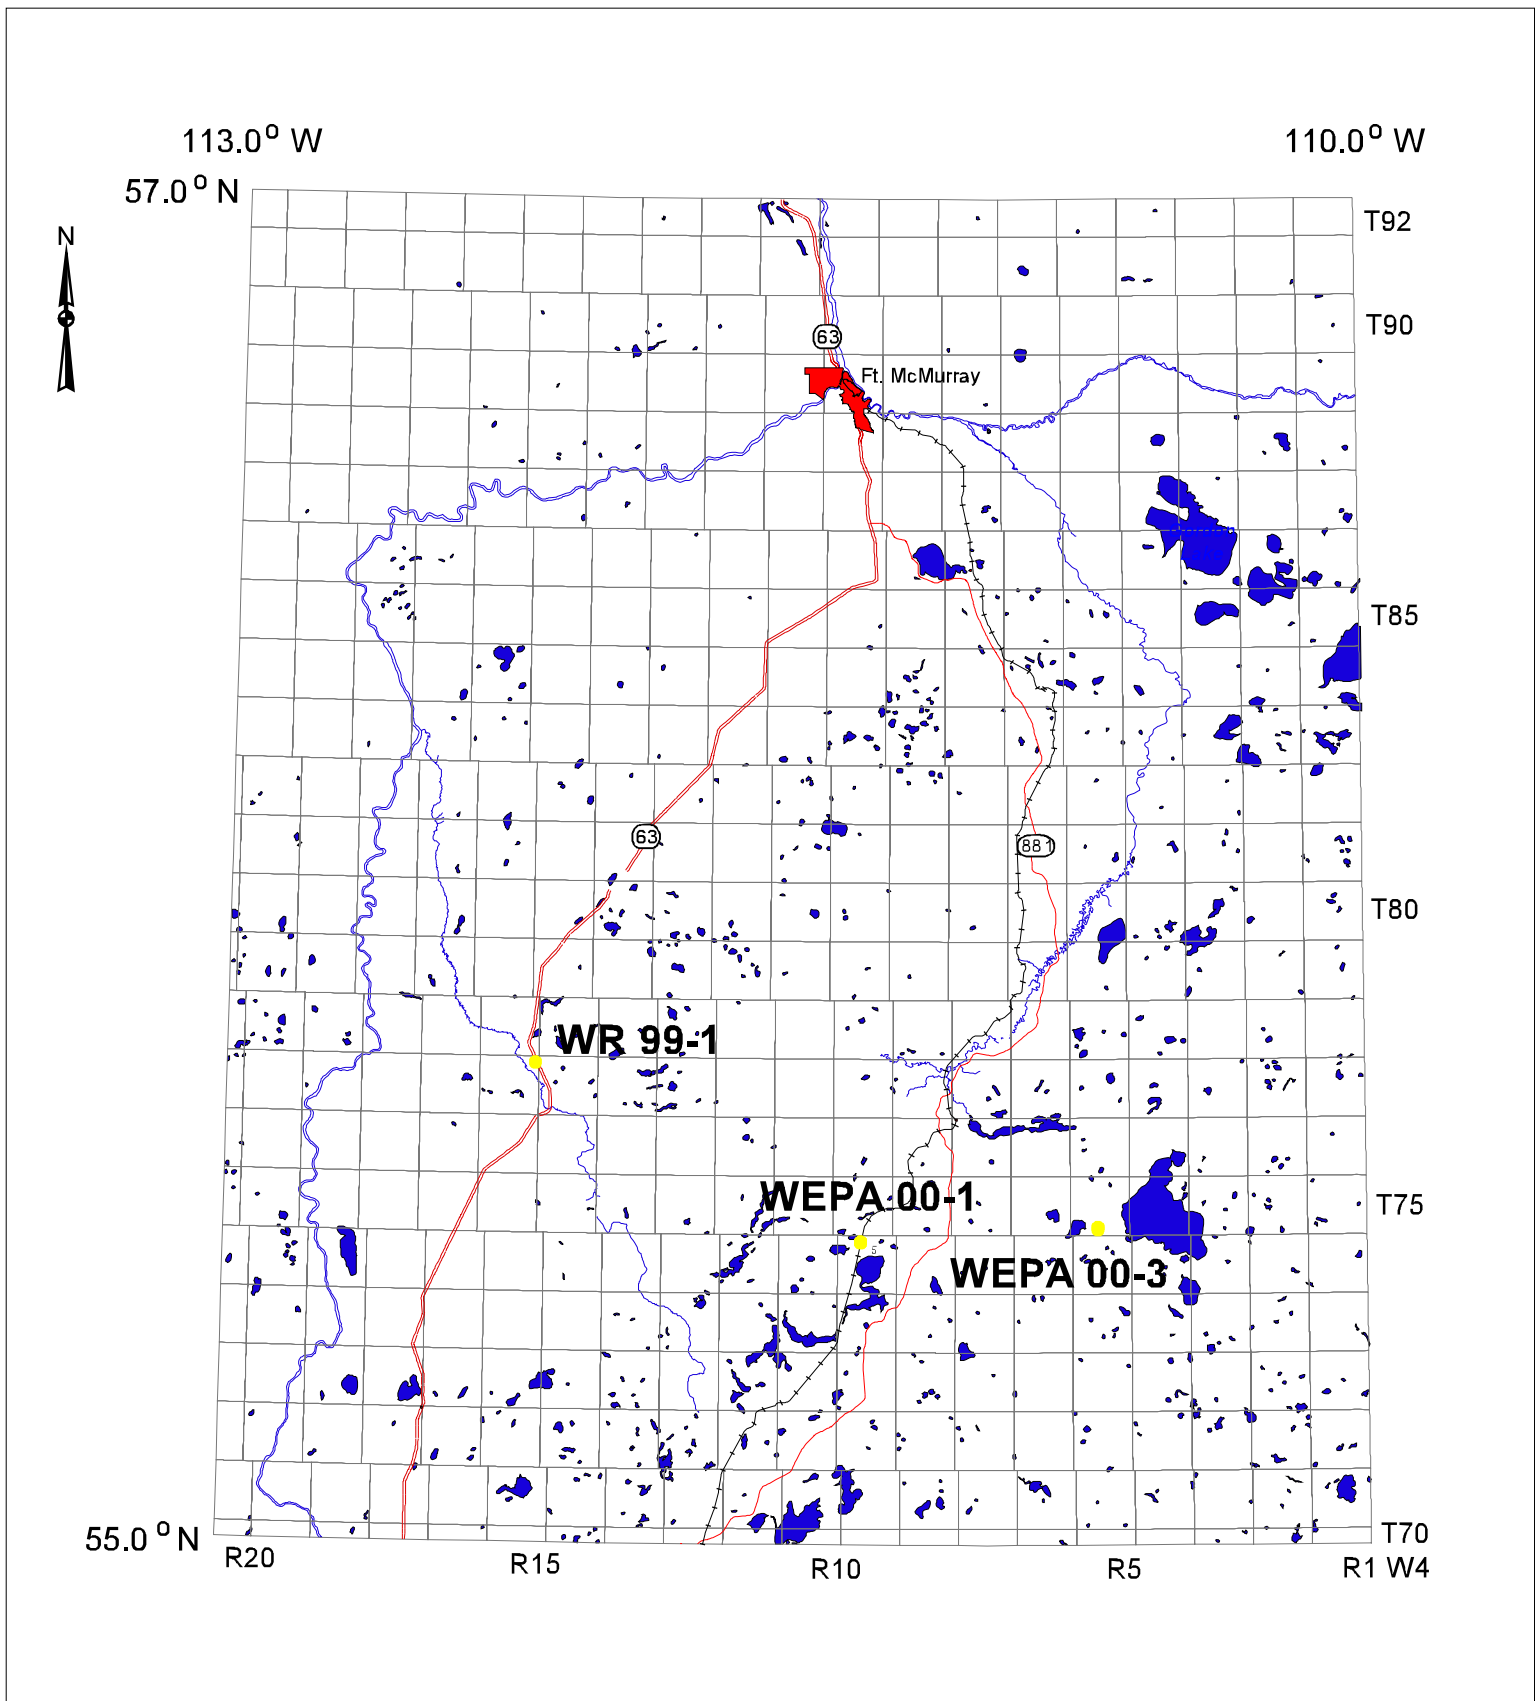 113.0° W
110.0° W
57.0° N
N
T92
T90
63
Ft. McMurray
T85
63
881
T80
WR 99-1
WEPA 00-1
T75
5
WEPA 00-3
55.0° N
T70
R20
R15
R10
R5
R1 W4